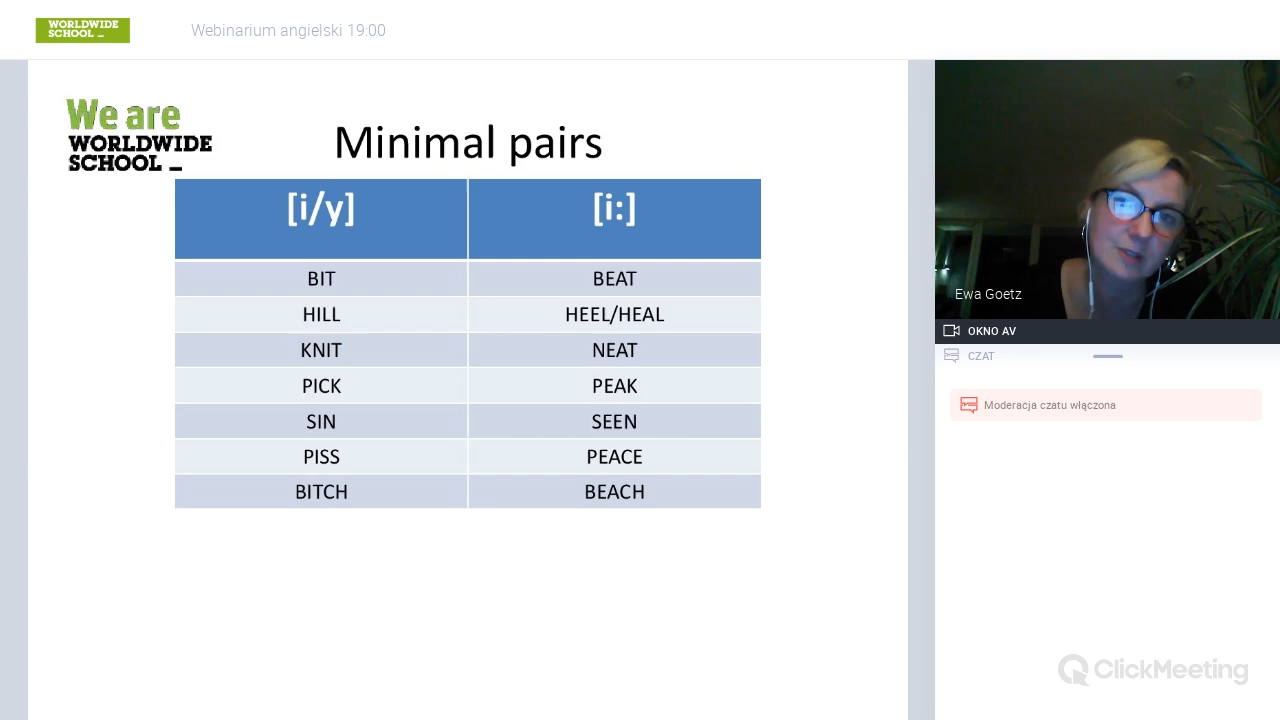 WORLDWIDE
SCHOOL _
Webinarium angielski 19:00
We are
WORLDWIDE
SCHOOL _
Minimal pairs
[i/y] [i:]
BIT BEAT
HILL HEEL/HEAL
KNIT NEAT
PICK PEAK
SIN SEEN
PISS PEACE
BITCH BEACH
Ewa Goetz
OKNO AV
CZAT
Moderacja czatu włączona
ClickMeeting